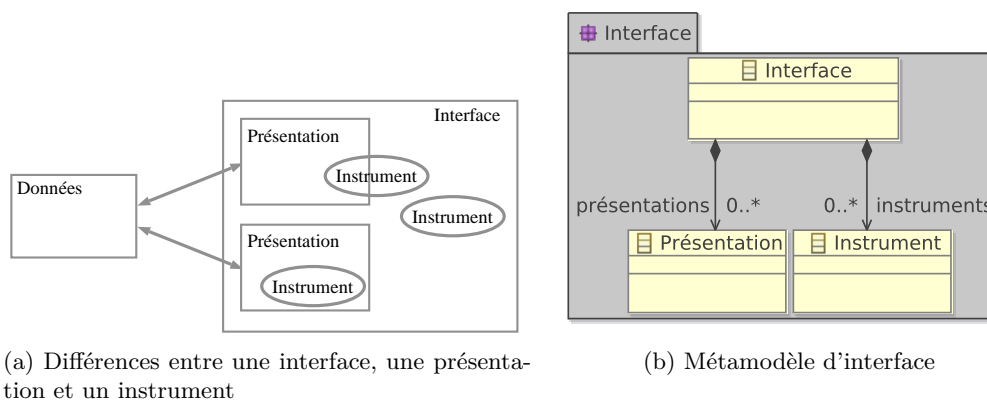 Interface
Présentation
Instrument
Données
Instrument
Présentation
Instrument
(a) Différences entre une interface, une présenta-
tion et un instrument
Interface
Interface
présentations 0..* 0..* instruments
Présentation Instrument
(b) Métamodèle d'interface